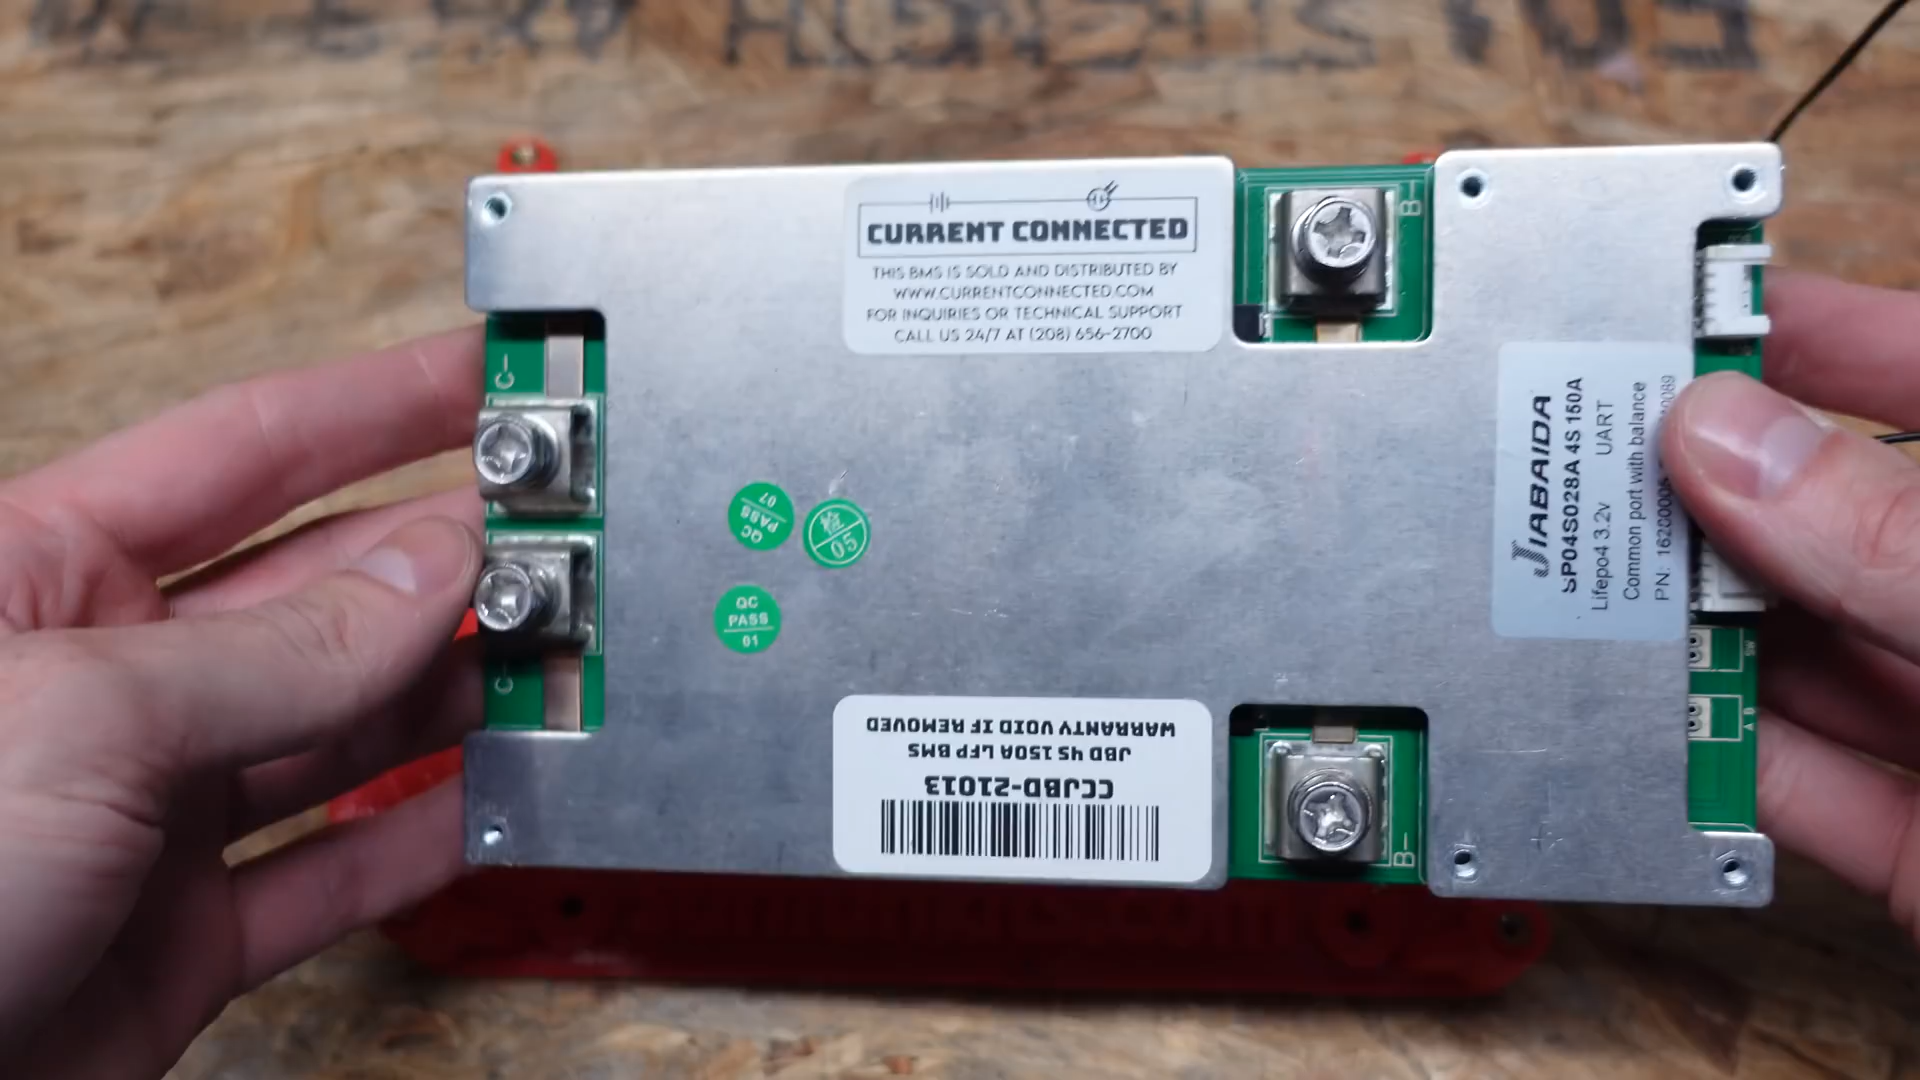 CURRENT CONNECTED
THIS BMS IS SOLD AND DISTRIBUTED BY
WWW.CURRENTCONNECTED.COM
FOR INQUIRIES OR TECHNICAL SUPPORT
CALL US 24/7 AT (208) 656-2700
B-
C-
C-
JIABAIDA
SP04S028A 4S 150A
Lifepo4 3.2v UART
Common port with balance
PN:
QC
PASS
07
检
05
QC
PASS
01
WARRANTY VOID IF REMOVED
JBD 4S 150A LFP BMS
CCJBD-21013
B-
SW
A B